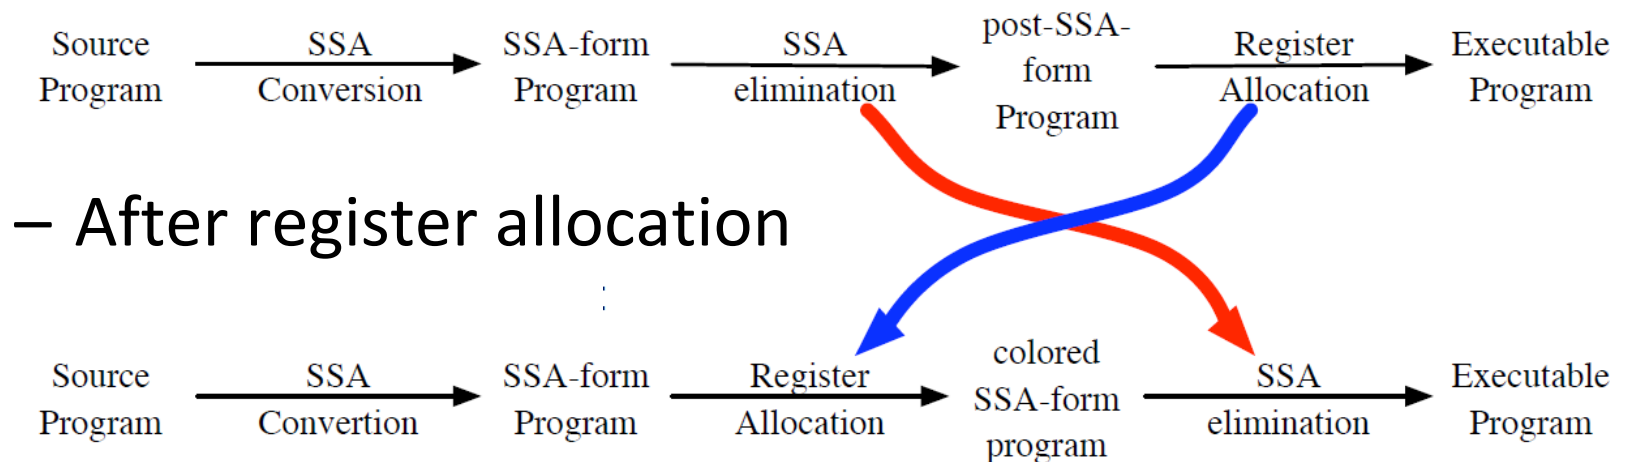 Source Program
SSA Conversion
SSA-form Program
SSA elimination
post-SSA-form Program
Register Allocation
Executable Program
– After register allocation
Source Program
SSA Convertion
SSA-form Program
Register Allocation
colored SSA-form program
SSA elimination
Executable Program